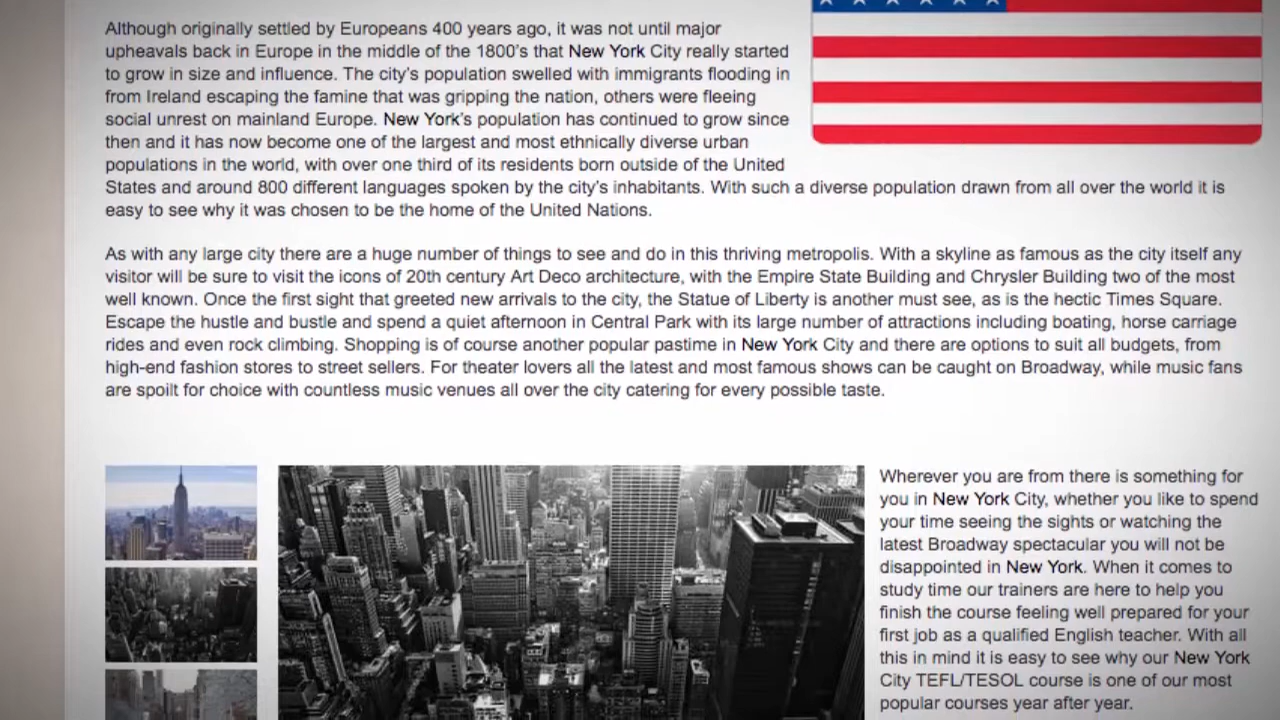 Although originally settled by Europeans 400 years ago, it was not until major
upheavals back in Europe in the middle of the 1800's that New York City really started
to grow in size and influence. The city's population swelled with immigrants flooding in
from Ireland escaping the famine that was gripping the nation, others were fleeing
social unrest on mainland Europe. New York's population has continued to grow since
then and it has now become one of the largest and most ethnically diverse urban
populations in the world, with over one third of its residents born outside of the United
States and around 800 different languages spoken by the city's inhabitants. With such a diverse population drawn from all over the world it is
easy to see why it was chosen to be the home of the United Nations.
As with any large city there are a huge number of things to see and do in this thriving metropolis. With a skyline as famous as the city itself any
visitor will be sure to visit the icons of 20th century Art Deco architecture, with the Empire State Building and Chrysler Building two of the most
well known. Once the first sight that greeted new arrivals to the city, the Statue of Liberty is another must see, as is the hectic Times Square.
Escape the hustle and bustle and spend a quiet afternoon in Central Park with its large number of attractions including boating, horse carriage
rides and even rock climbing. Shopping is of course another popular pastime in New York City and there are options to suit all budgets, from
high-end fashion stores to street sellers. For theater lovers all the latest and most famous shows can be caught on Broadway, while music fans
are spoilt for choice with countless music venues all over the city catering for every possible taste.
Wherever you are from there is something for
you in New York City, whether you like to spend
your time seeing the sights or watching the
latest Broadway spectacular you will not be
disappointed in New York. When it comes to
study time our trainers are here to help you
finish the course feeling well prepared for your
first job as a qualified English teacher. With all
this in mind it is easy to see why our New York
City TEFL/TESOL course is one of our most
popular courses year after year.